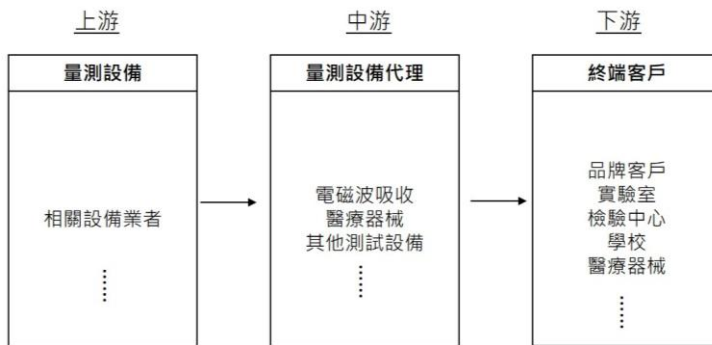 上游
中游
下游
量測設備
量測設備代理
終端客戶
相關設備業者
電磁波吸收
醫療器械
其他測試設備
品牌客戶
實驗室
檢驗中心
學校
醫療器械